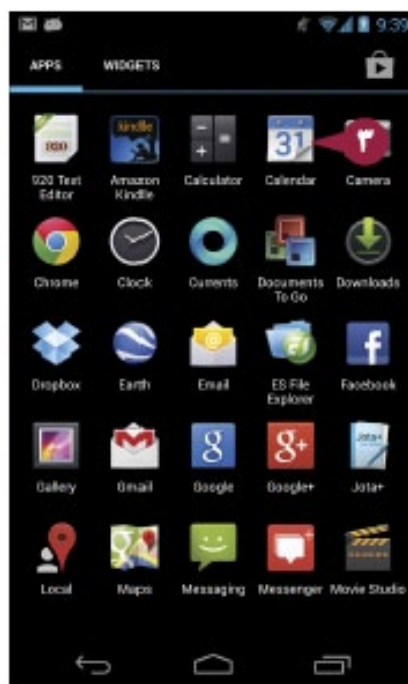 9:39
APPS WIDGETS
31 ٣
920 Text Editor Amazon Kindle Calculator Calendar Camera
kindle
Chrome Clock Currents Documents To Go Downloads
Dropbox Earth Email ES File Explorer Facebook
Gallery Gmail Google Google+ Jota+
Local Maps Messaging Messenger Movie Studio